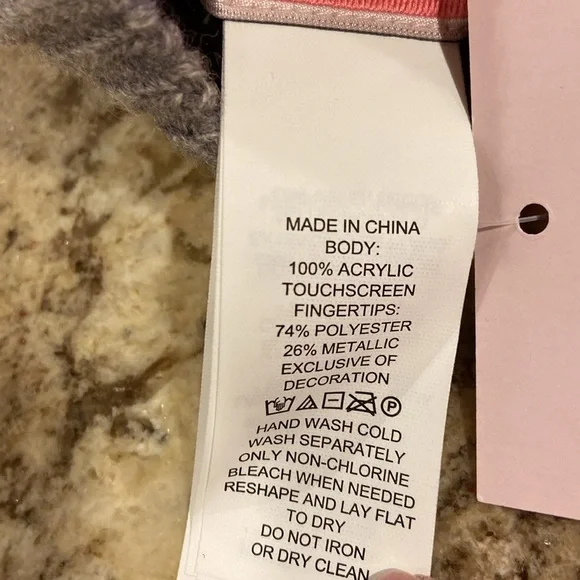 MADE IN CHINA
BODY:
100% ACRYLIC
TOUCHSCREEN
FINGERTIPS:
74% POLYESTER
26% METALLIC
EXCLUSIVE OF
DECORATION
P
HAND WASH COLD
WASH SEPARATELY
ONLY NON-CHLORINE
BLEACH WHEN NEEDED
RESHAPE AND LAY FLAT
TO DRY
DO NOT IRON
OR DRY CLEAN